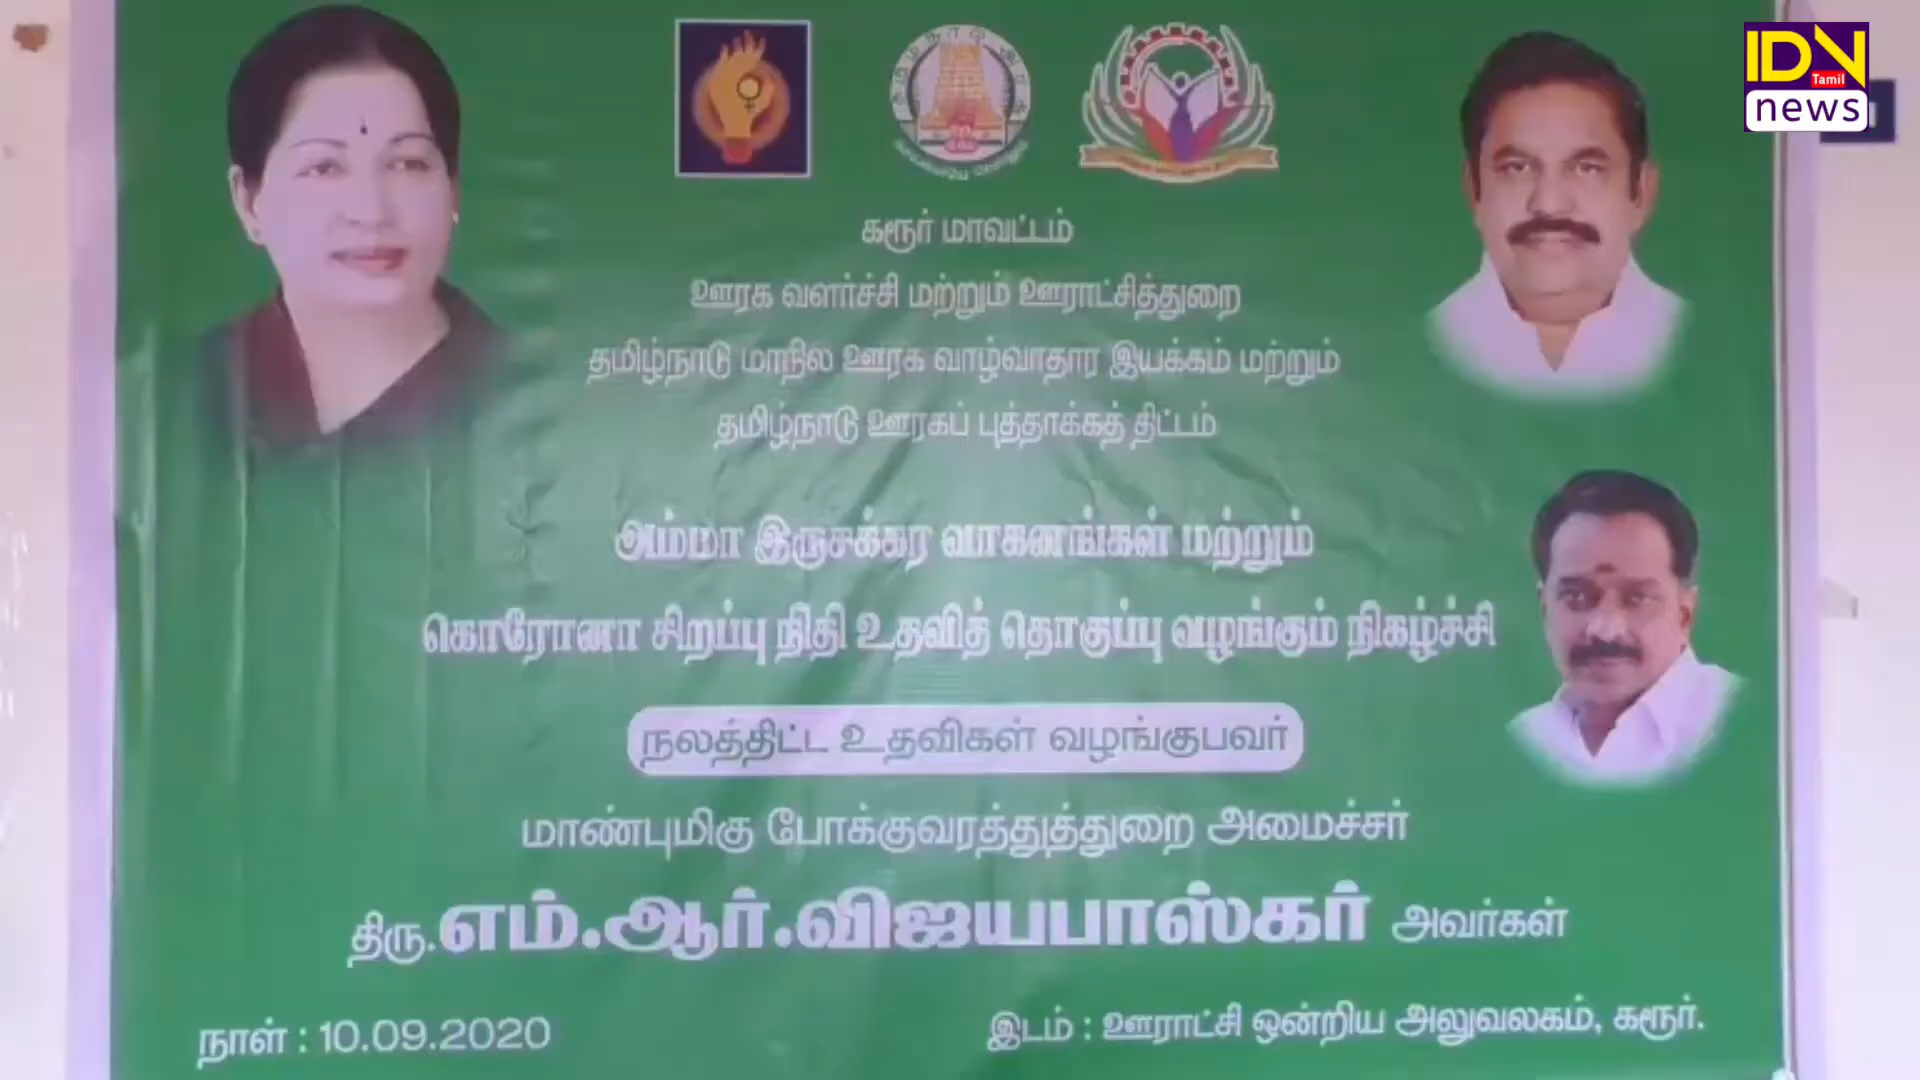 IDN
Tamil
news
கரூர் மாவட்டம்
ஊரக வளர்ச்சி மற்றும் ஊராட்சித்துறை
தமிழ்நாடு மாநில ஊரக வாழ்வாதார இயக்கம் மற்றும்
தமிழ்நாடு ஊரகப் புத்தாக்கத் திட்டம்
அம்மா இருசக்கர வாகனங்கள் மற்றும்
கொரோனா சிறப்பு நிதி உதவித் தொகுப்பு வழங்கும் நிகழ்ச்சி
நலத்திட்ட உதவிகள் வழங்குபவர்
மாண்புமிகு போக்குவரத்துத்துறை அமைச்சர்
திரு.எம்.ஆர்.விஜயபாஸ்கர் அவர்கள்
நாள் : 10.09.2020
இடம் : ஊராட்சி ஒன்றிய அலுவலகம், கரூர்.